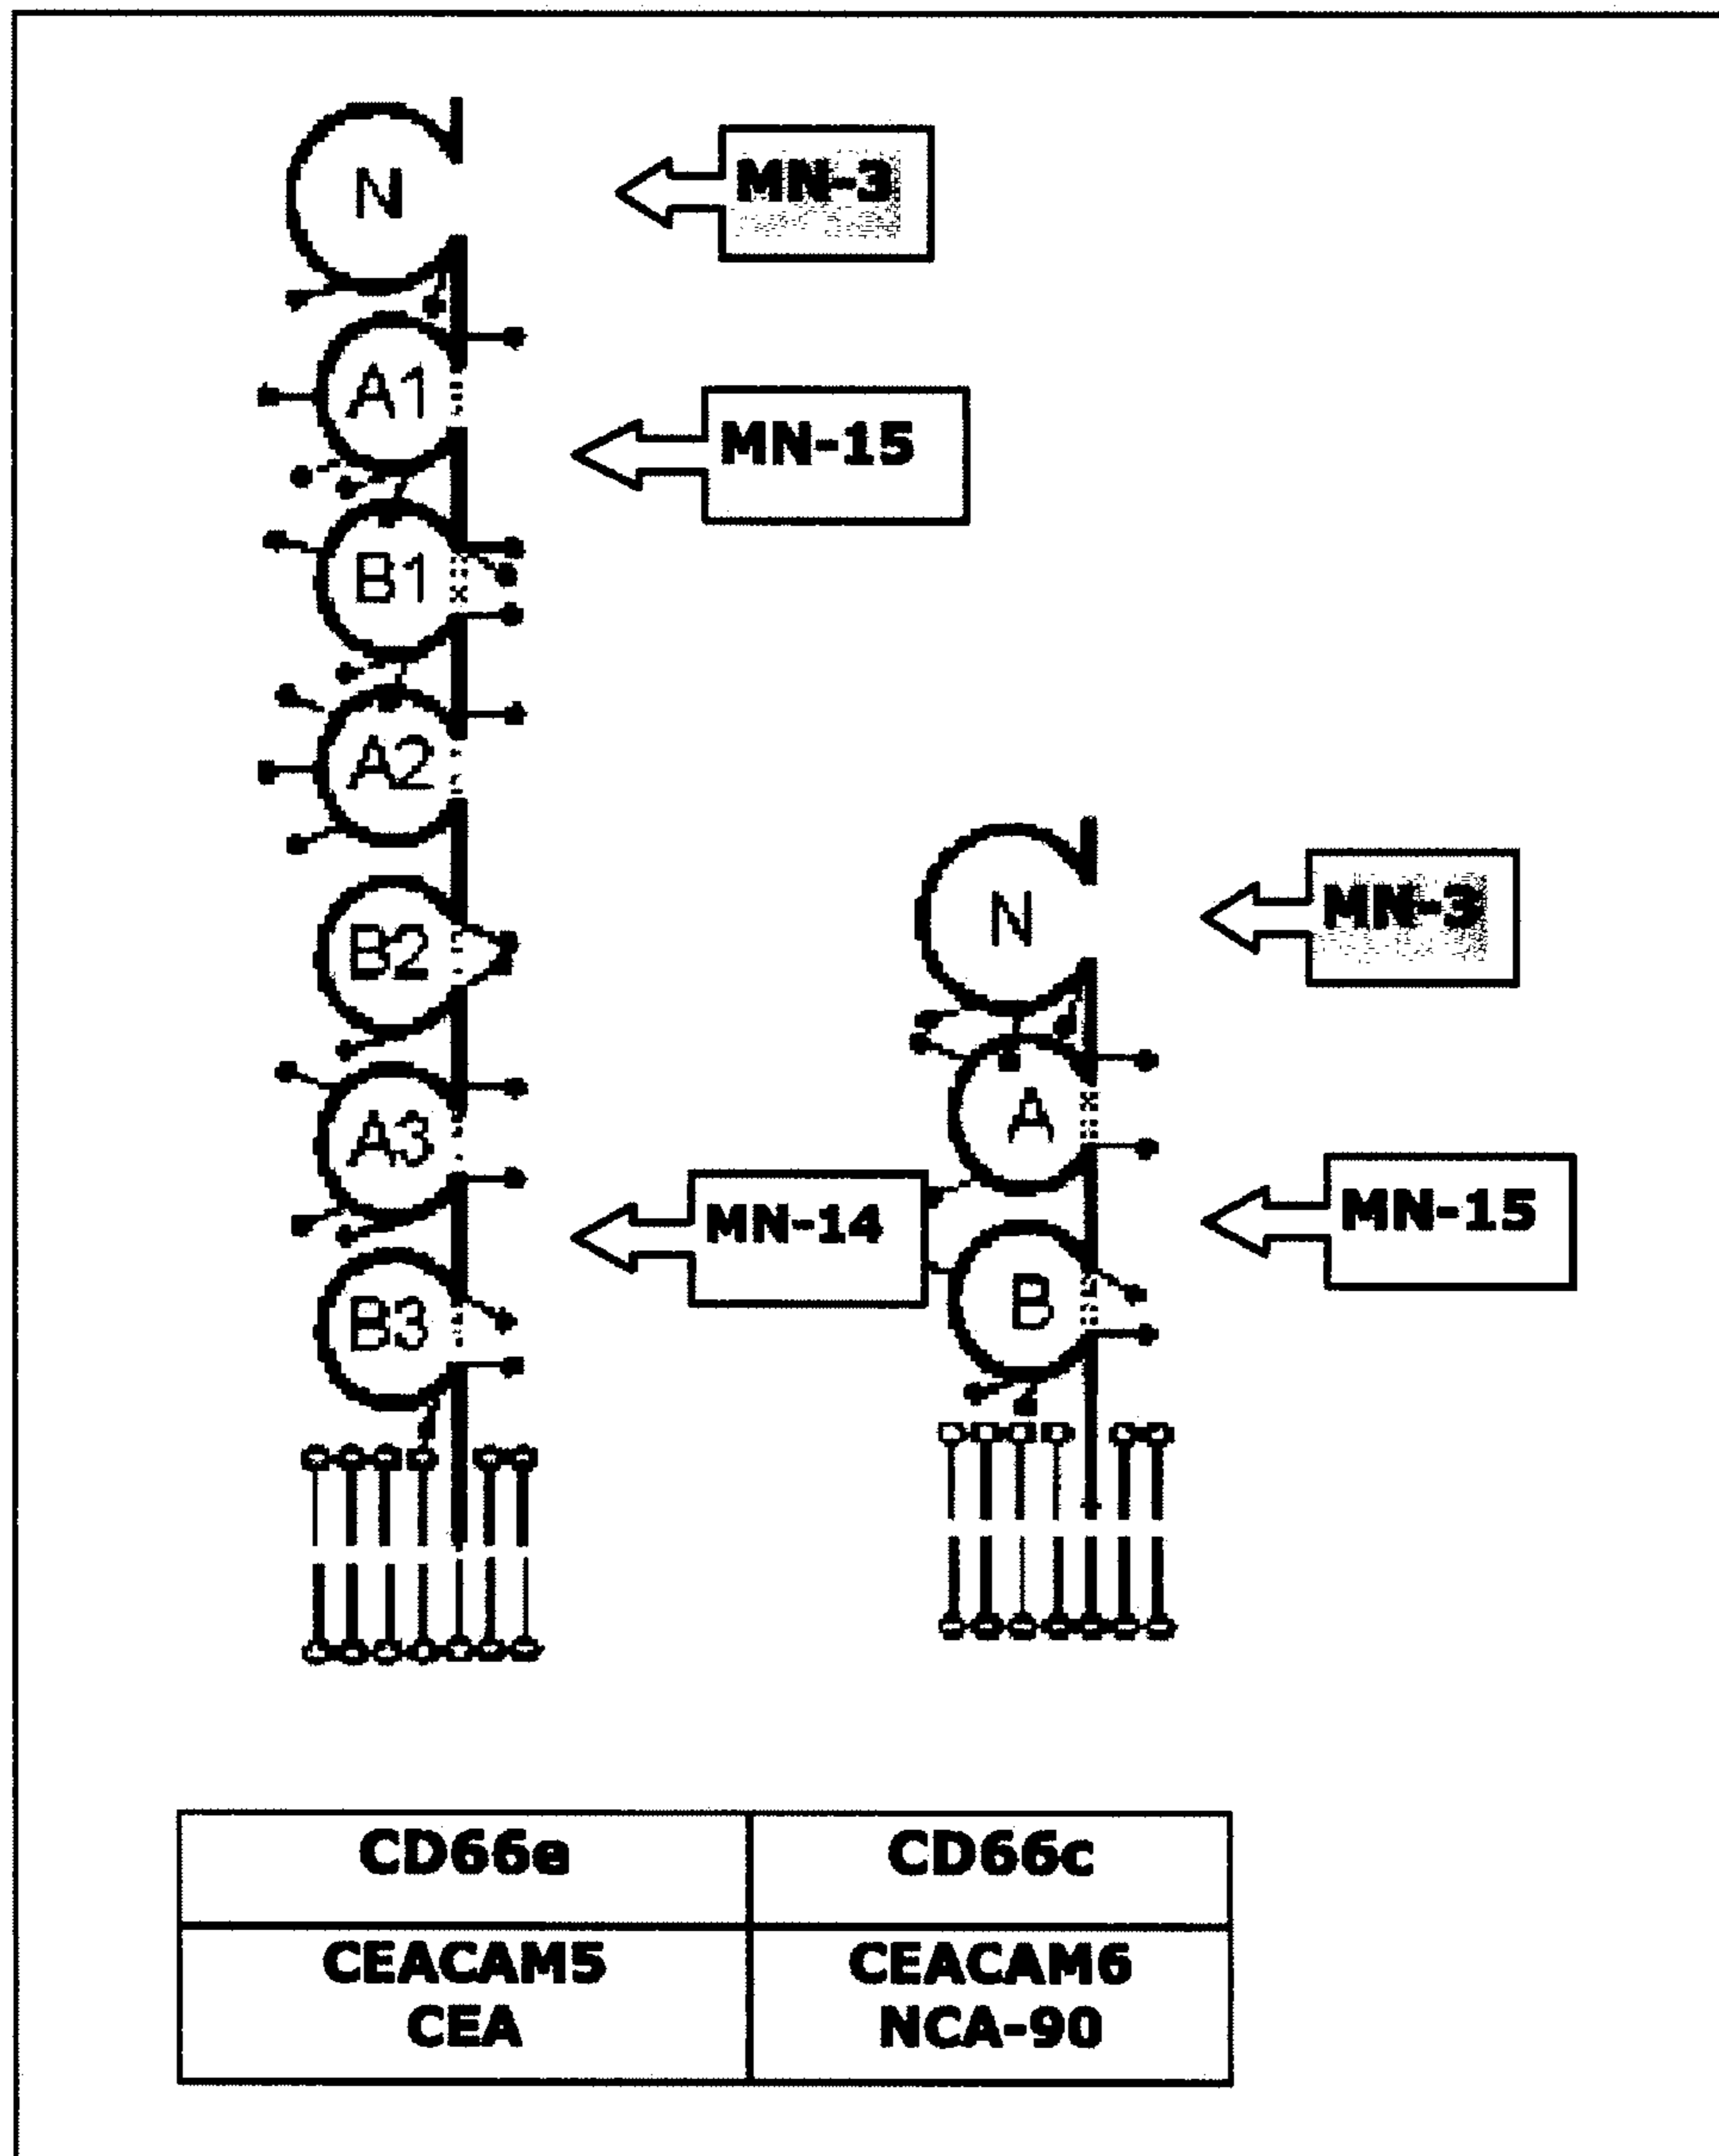 N
MN-3
A1
MN-15
B1
A2
B2
N
MN-3
A3
A
MN-14
MN-15
B3
B
CD66e
CD66c
CEACAM5
CEA
CEACAM6
NCA-90